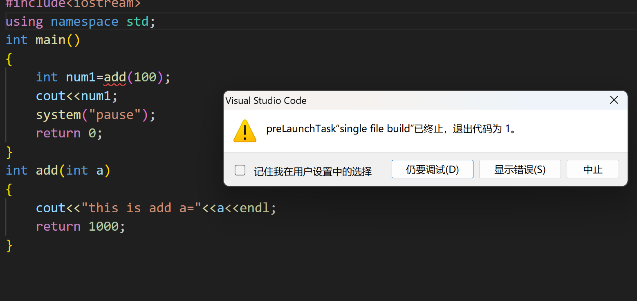 #include<iostream>
using namespace std;
int main()
{
int num1=add(100);
cout<<num1;
system("pause");
return 0;
}
int add(int a)
{
cout<<"this is add a="<<a<<endl;
return 1000;
}
Visual Studio Code
preLaunchTask"single file build"已终止，退出代码为 1。
记住我在用户设置中的选择
仍要调试(D)
显示错误(S)
中止